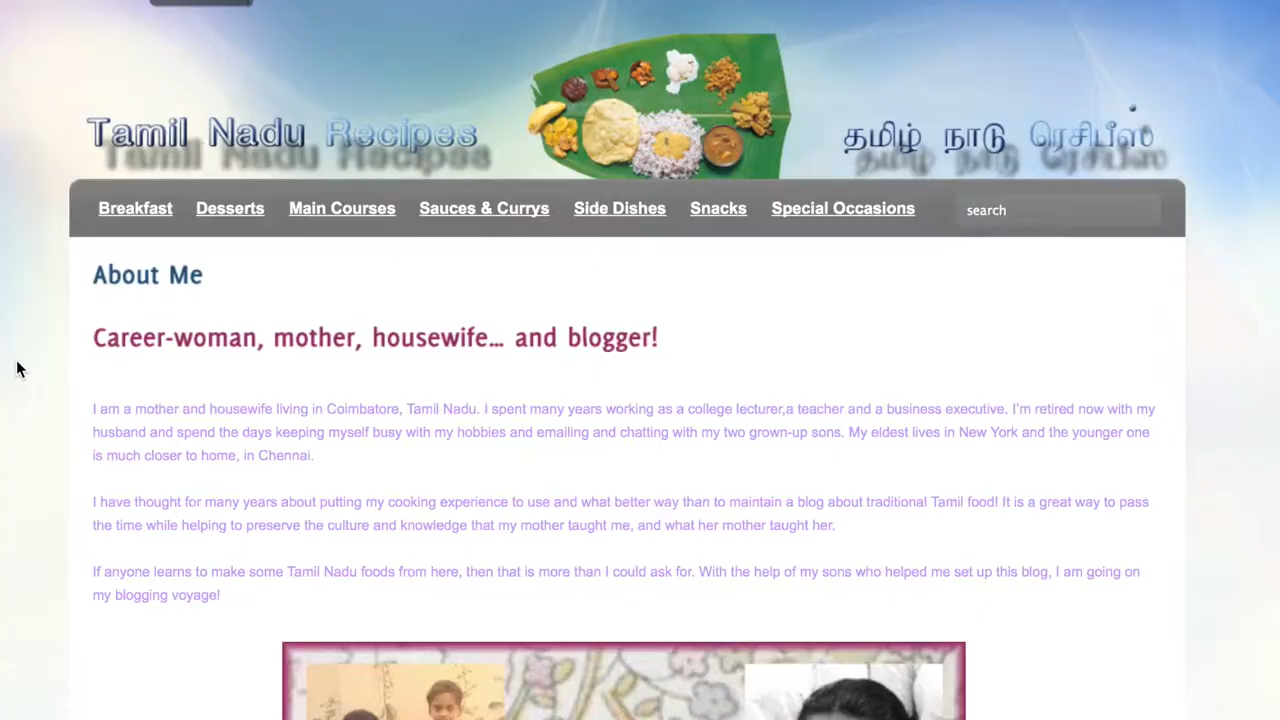 Tamil Nadu Recipes
தமிழ் நாடு ரெசிபீஸ்
Breakfast Desserts Main Courses Sauces & Currys Side Dishes Snacks Special Occasions search
About Me
Career-woman, mother, housewife... and blogger!
I am a mother and housewife living in Coimbatore, Tamil Nadu. I spent many years working as a college lecturer,a teacher and a business executive. I'm retired now with my
husband and spend the days keeping myself busy with my hobbies and emailing and chatting with my two grown-up sons. My eldest lives in New York and the younger one
is much closer to home, in Chennai.
I have thought for many years about putting my cooking experience to use and what better way than to maintain a blog about traditional Tamil food! It is a great way to pass
the time while helping to preserve the culture and knowledge that my mother taught me, and what her mother taught her.
If anyone learns to make some Tamil Nadu foods from here, then that is more than I could ask for. With the help of my sons who helped me set up this blog, I am going on
my blogging voyage!